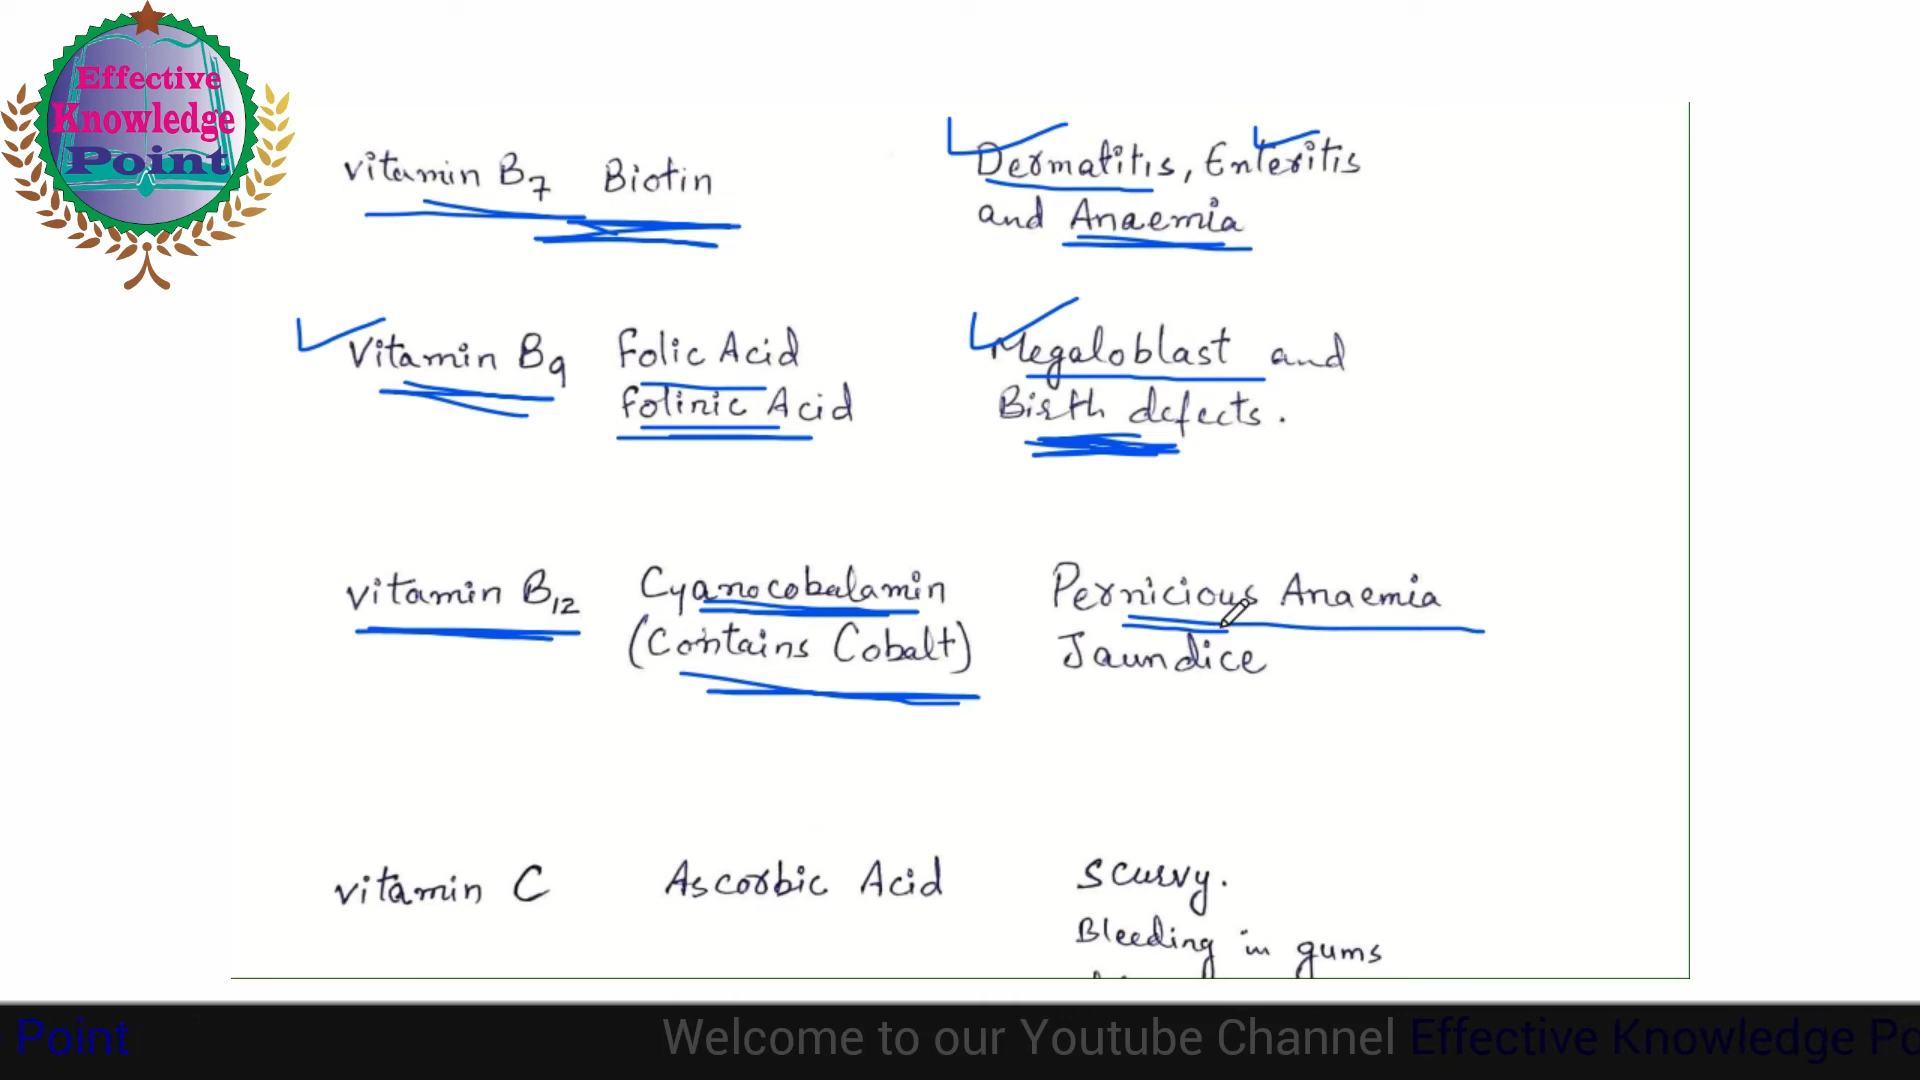 Effective
Knowledge
Point
vitamin B7 Biotin
Dermatitis, Enteritis
and Anaemia
Vitamin B9 Folic Acid
Folinic Acid
Megaloblast and
Birth defects.
vitamin B12 Cyanocobalamin
(Contains Cobalt)
Pernicious Anaemia
Jaundice
vitamin C Ascorbic Acid
Scurvy.
Bleeding in gums
Point Welcome to our Youtube Channel Effective Knowledge Po